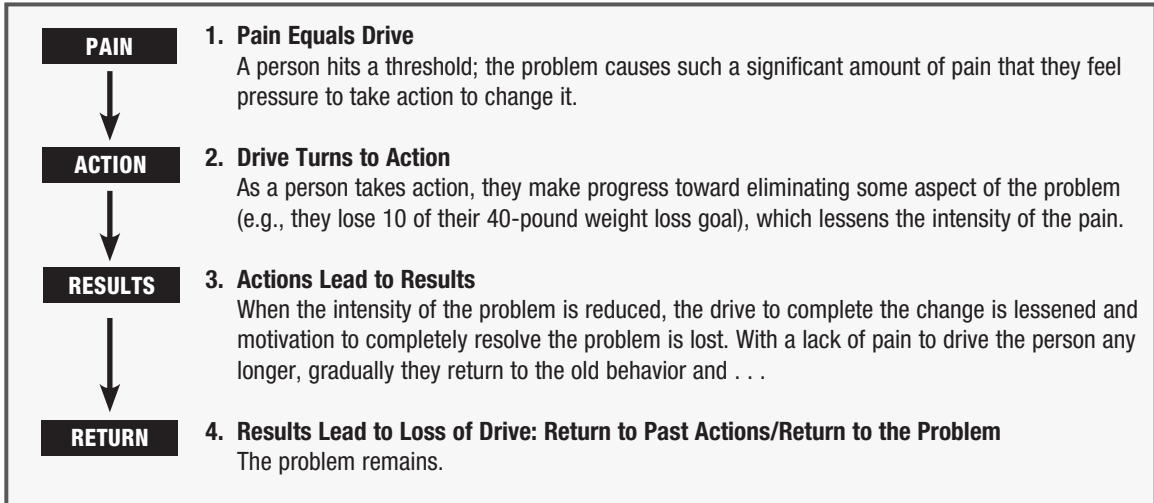 PAIN
1. Pain Equals Drive
A person hits a threshold; the problem causes such a significant amount of pain that they feel
pressure to take action to change it.
ACTION
2. Drive Turns to Action
As a person takes action, they make progress toward eliminating some aspect of the problem
(e.g., they lose 10 of their 40-pound weight loss goal), which lessens the intensity of the pain.
RESULTS
3. Actions Lead to Results
When the intensity of the problem is reduced, the drive to complete the change is lessened and
motivation to completely resolve the problem is lost. With a lack of pain to drive the person any
longer, gradually they return to the old behavior and . . .
RETURN
4. Results Lead to Loss of Drive: Return to Past Actions/Return to the Problem
The problem remains.